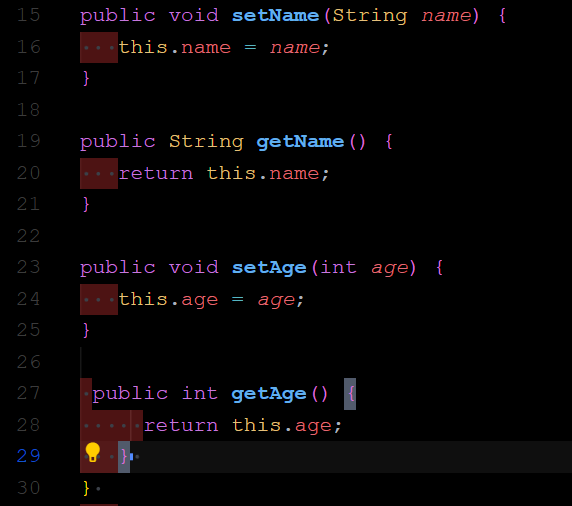 15 public void setName(String name) {
16    this.name = name;
17 }
18
19 public String getName() {
20    return this.name;
21 }
22
23 public void setAge(int age) {
24    this.age = age;
25 }
26
27  public int getAge() {
28      return this.age;
29    }
30 }